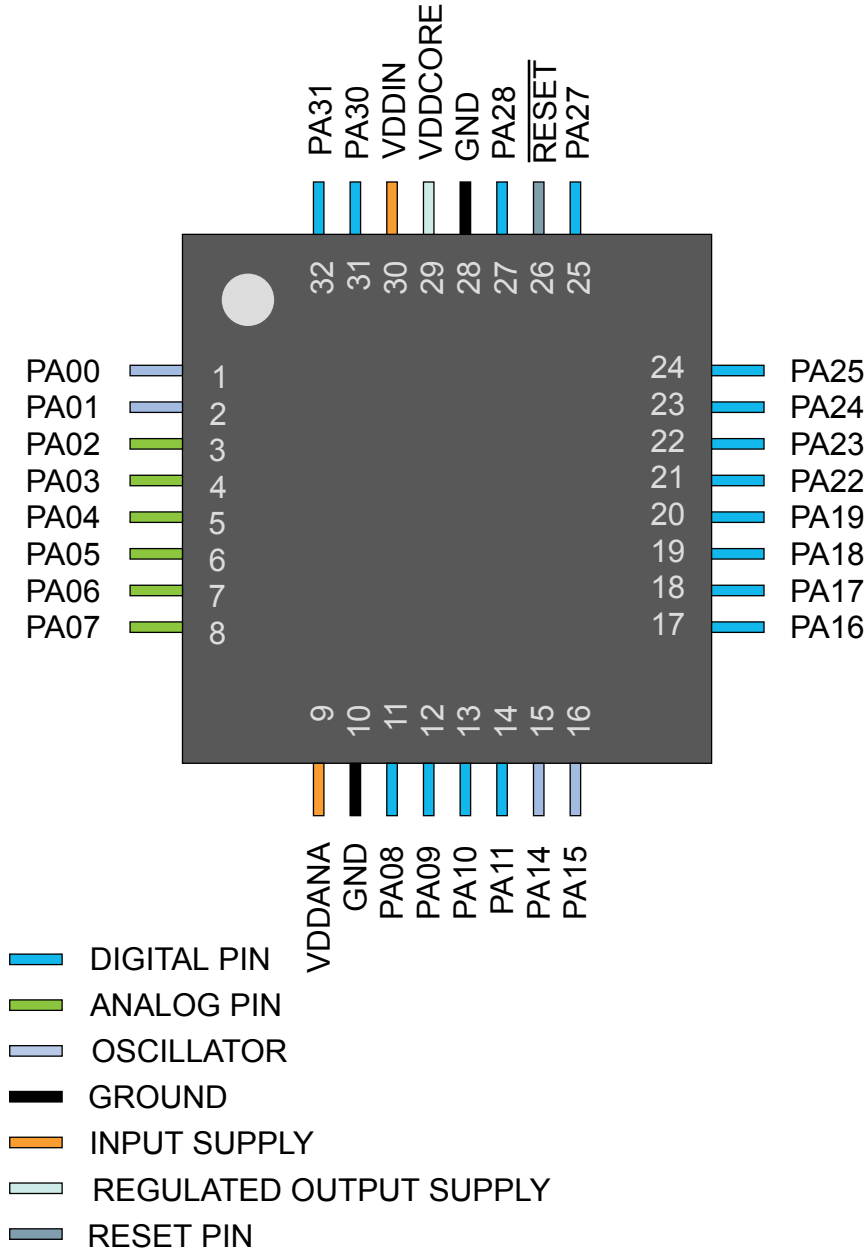 PA31
PA30
VDDIN
VDDCORE
GND
PA28
RESET
PA27
32
31
30
29
28
27
26
25
PA00 1
PA01 2
PA02 3
PA03 4
PA04 5
PA05 6
PA06 7
PA07 8
24 PA25
23 PA24
22 PA23
21 PA22
20 PA19
19 PA18
18 PA17
17 PA16
9
10
11
12
13
14
15
16
VDDANA
GND
PA08
PA09
PA10
PA11
PA14
PA15
DIGITAL PIN
ANALOG PIN
OSCILLATOR
GROUND
INPUT SUPPLY
REGULATED OUTPUT SUPPLY
RESET PIN